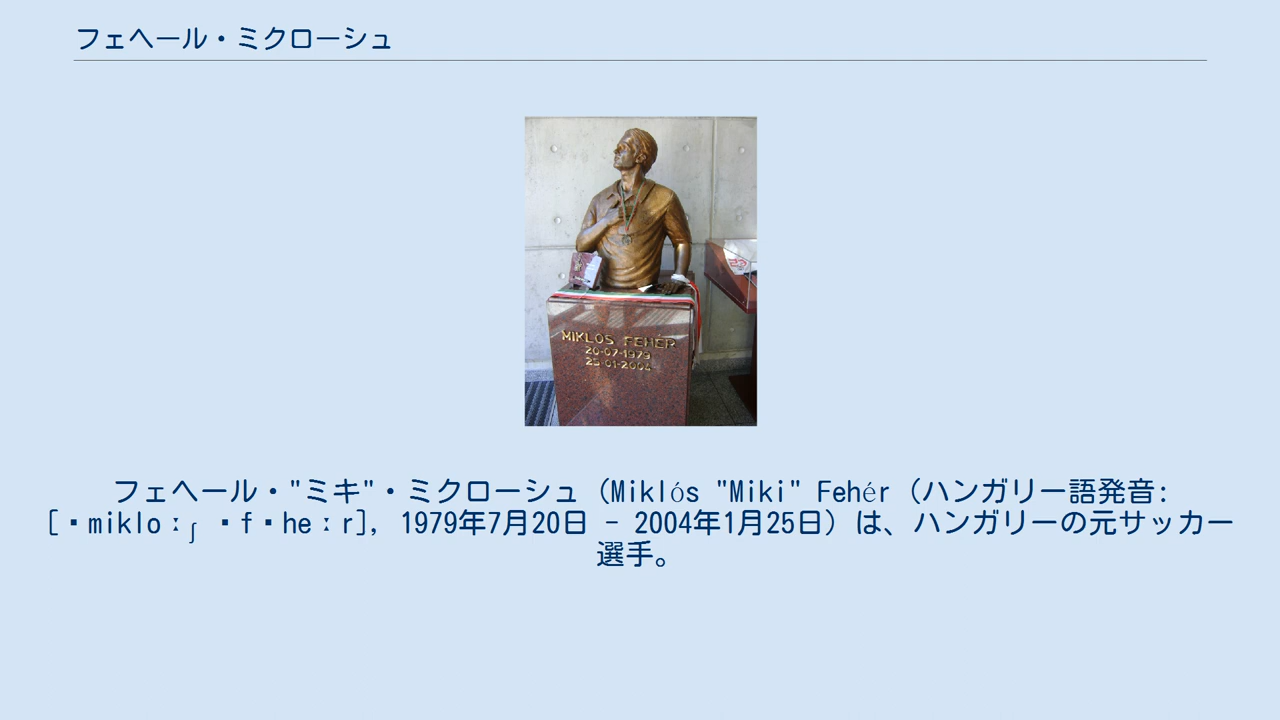 フェヘール・ミクローシュ
MIKLOS FEHER
20-07-1979
25-01-2004
フェヘール・"ミキ"・ミクローシュ（Miklós "Miki" Fehér（ハンガリー語発音:
[▪mikloːʃ ▪f▪heːr], 1979年7月20日 - 2004年1月25日）は、ハンガリーの元サッカー
選手。